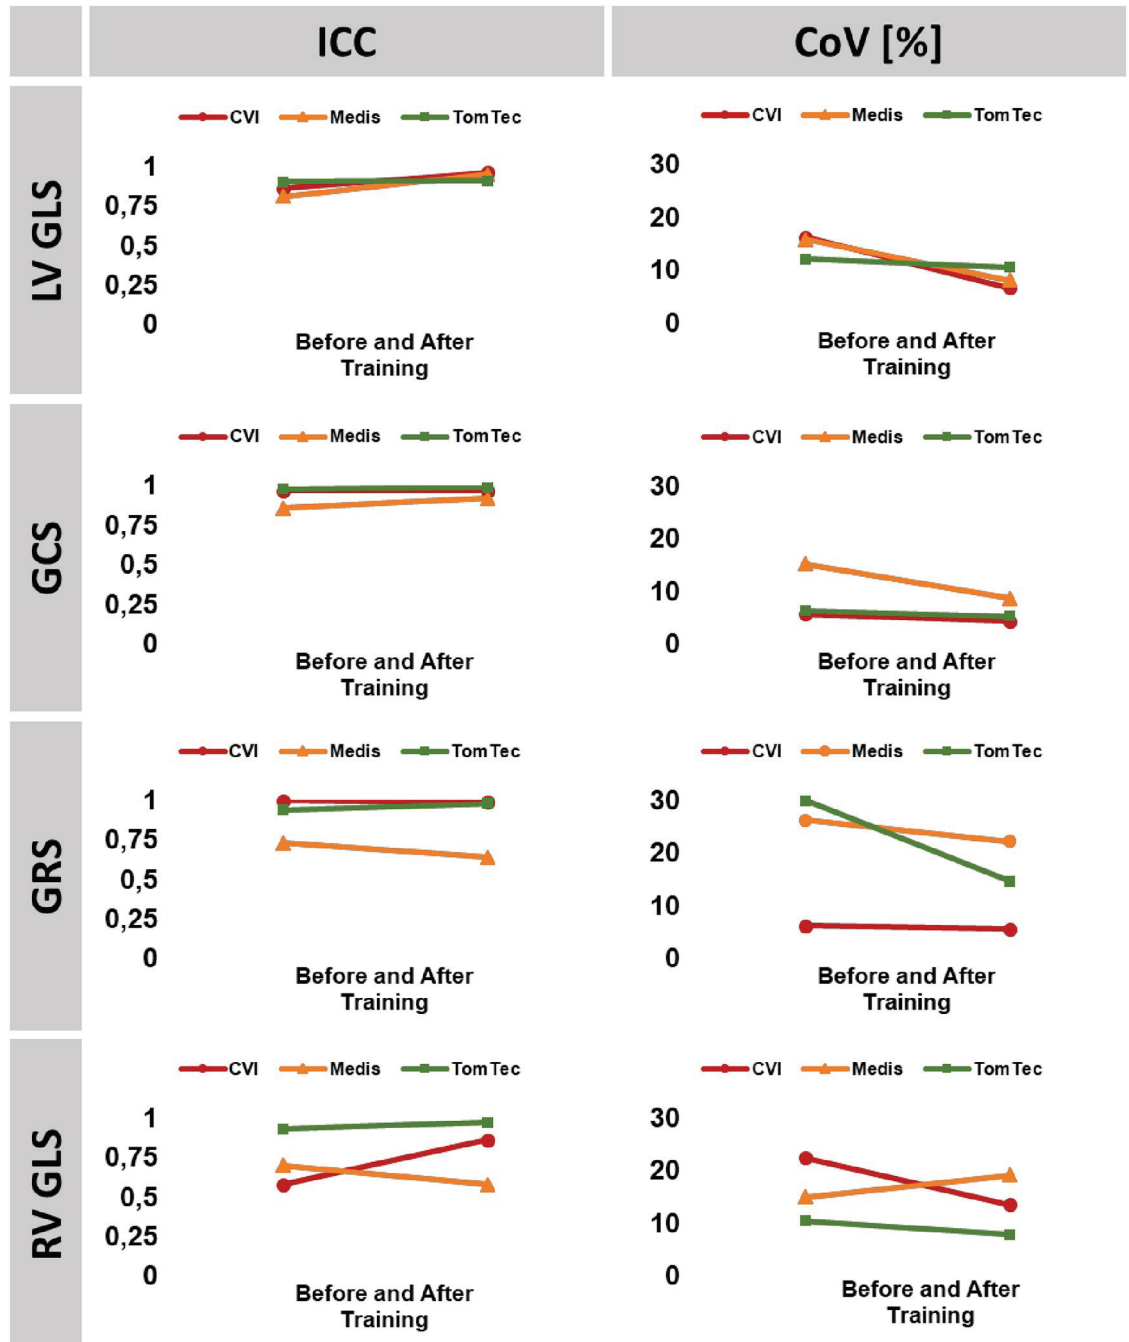 ICC
CoV [%]
LV GLS
CVI Medis TomTec
1
0,75
0,5
0,25
0
Before and After
Training
CVI Medis TomTec
30
20
10
0
Before and After
Training
GCS
CVI Medis TomTec
1
0,75
0,5
0,25
0
Before and After
Training
CVI Medis TomTec
30
20
10
0
Before and After
Training
GRS
CVI Medis TomTec
1
0,75
0,5
0,25
0
Before and After
Training
CVI Medis TomTec
30
20
10
0
Before and After
Training
RV GLS
CVI Medis TomTec
1
0,75
0,5
0,25
0
Before and After
Training
CVI Medis TomTec
30
20
10
0
Before and After
Training